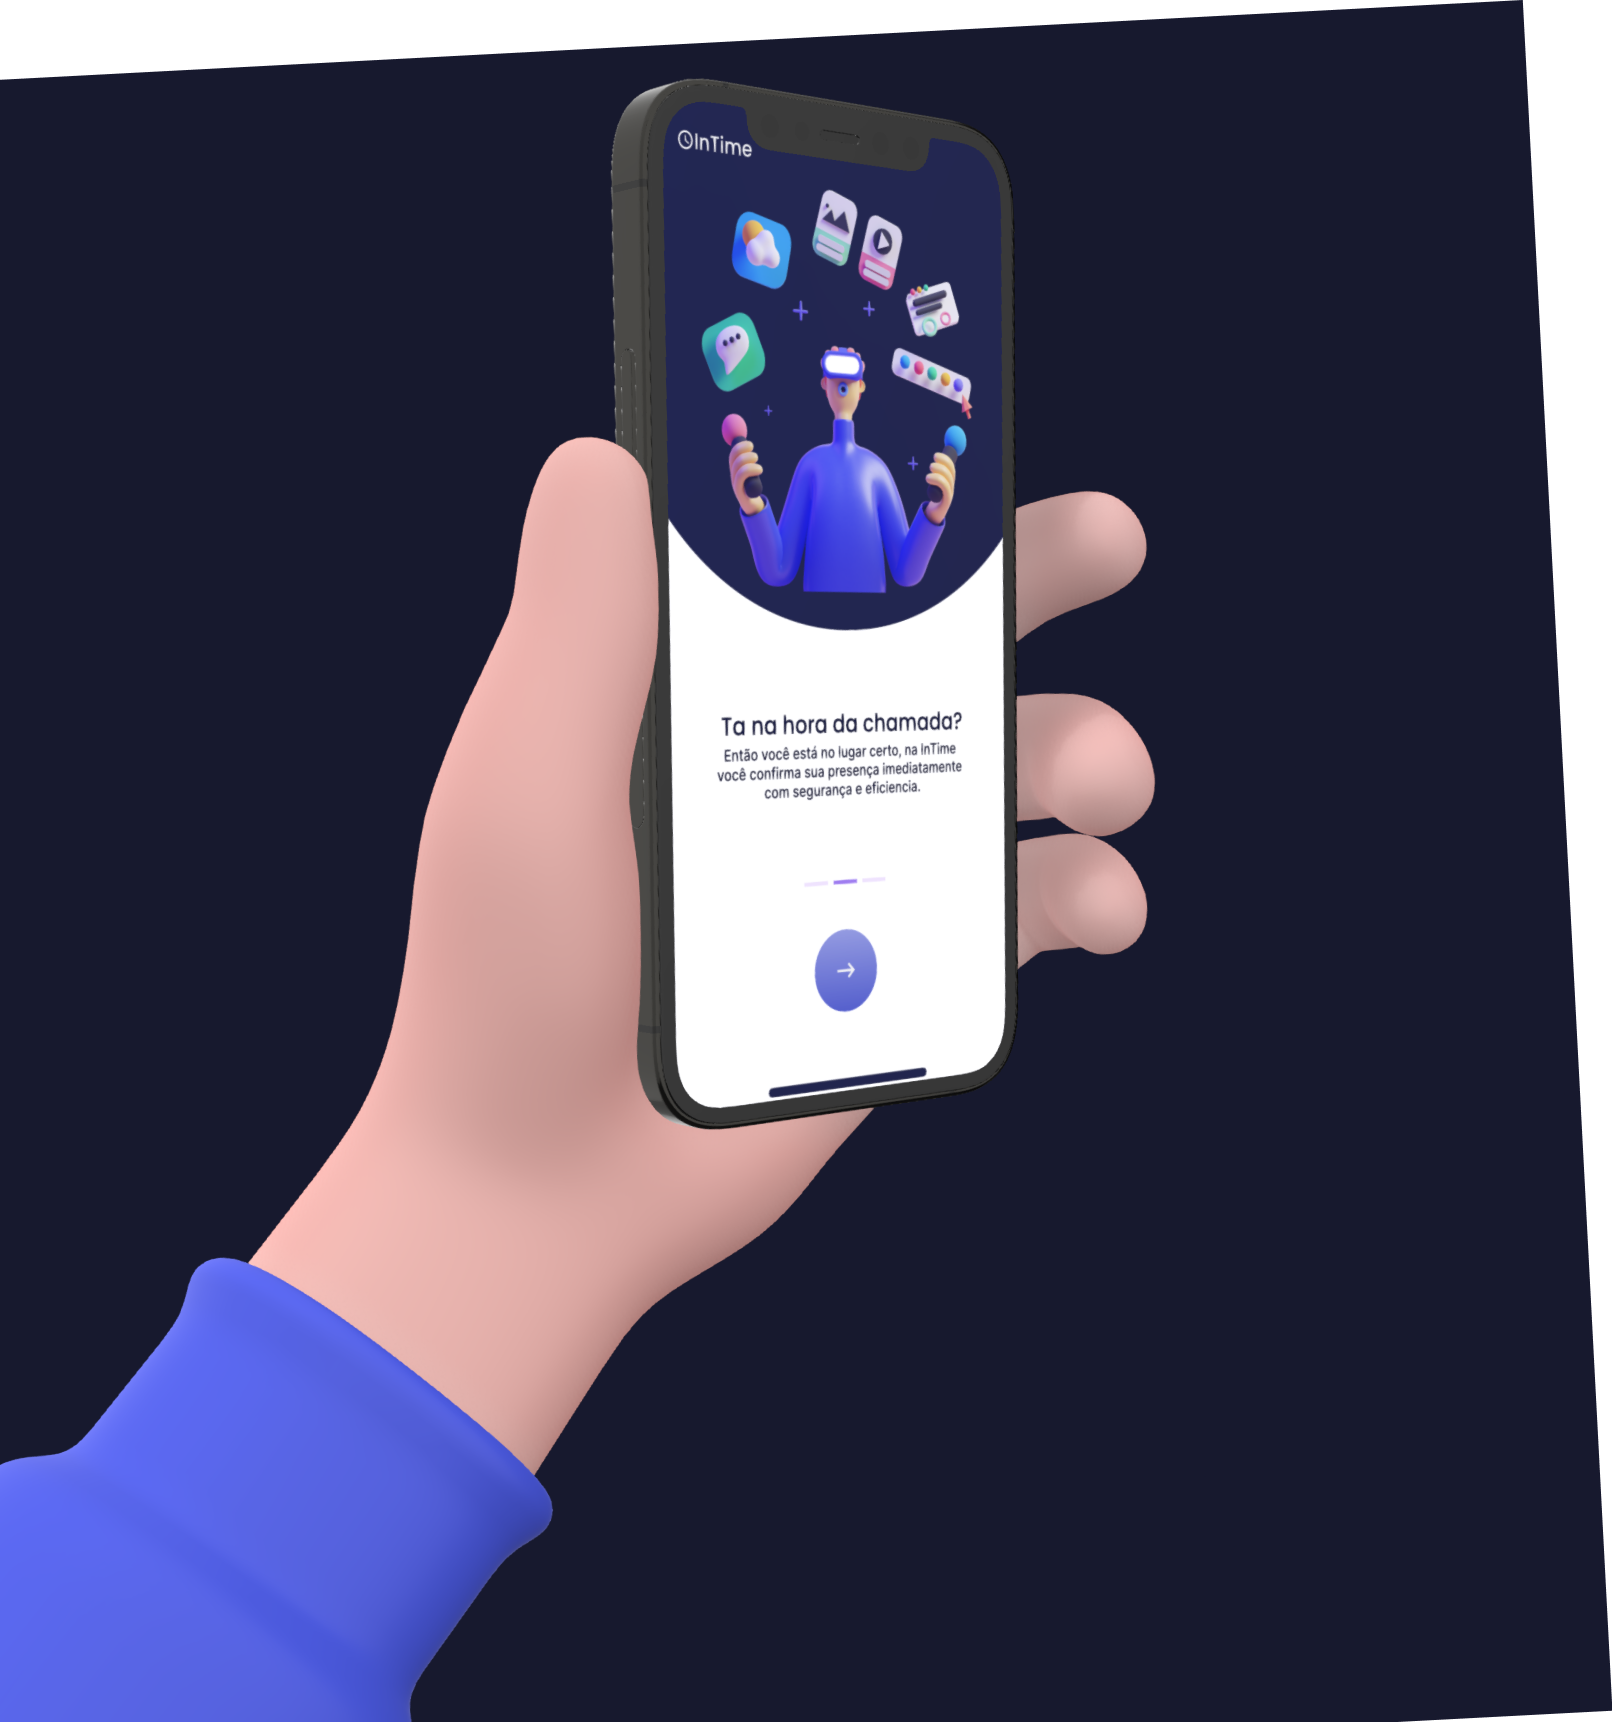 InTime
Ta na hora da chamada?
Então você está no lugar certo, na InTime
você confirma sua presença imediatamente
com segurança e eficiencia.